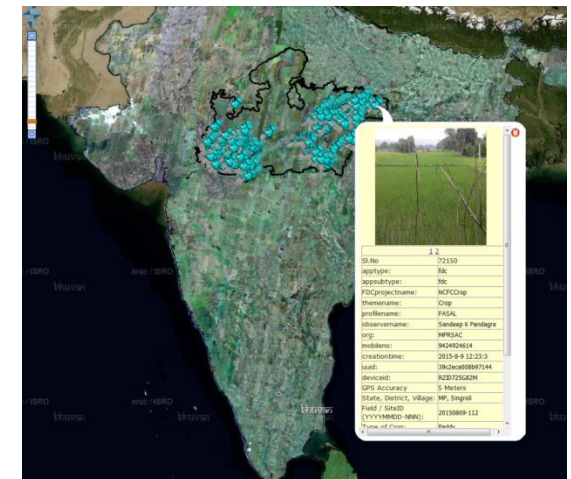 nrsc / ISRO
bhuvan
bhuvan
1 2
Sl.No 72150
apptype: fdc
appsubtype: fdc
FDCprojectname: NCFCCrop
themename: Crop
profilename: FASAL
observername: Sandeep K Pandagre
org: MPRSAC
mobileno: 9424924614
creationtime: 2015-8-9 12:23:3
uuid: 39c2eca008b97144
deviceid: RZID725G82M
GPS Accuracy 5 Meters
State, District, Village: MP, Singroli
Field / SiteID 20150809-112
(YYYYMMDD-NNN):
Type of Crop: Paddy